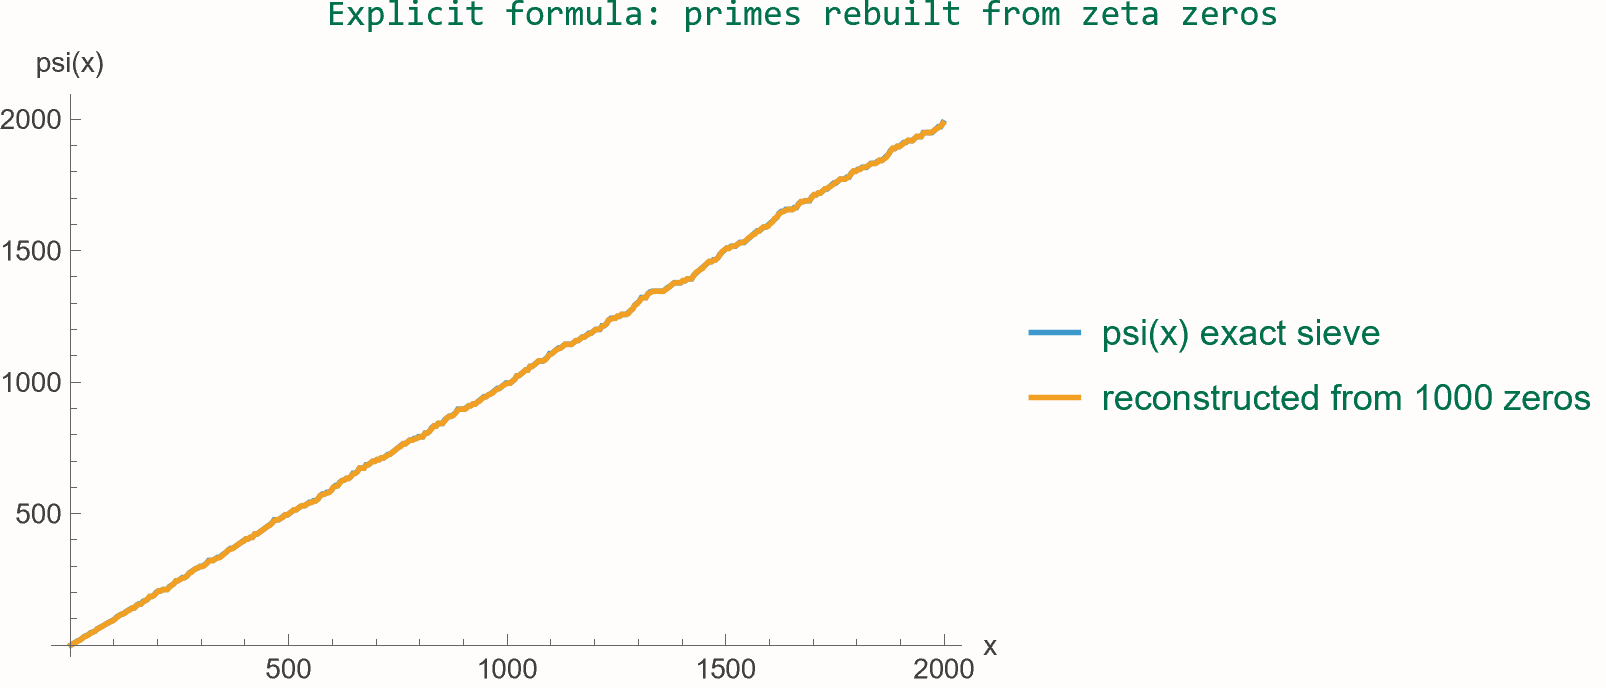 Explicit formula: primes rebuilt from zeta zeros
psi(x)
2000
1500
1000
500
500
1000
1500
2000
x
psi(x) exact sieve
reconstructed from 1000 zeros